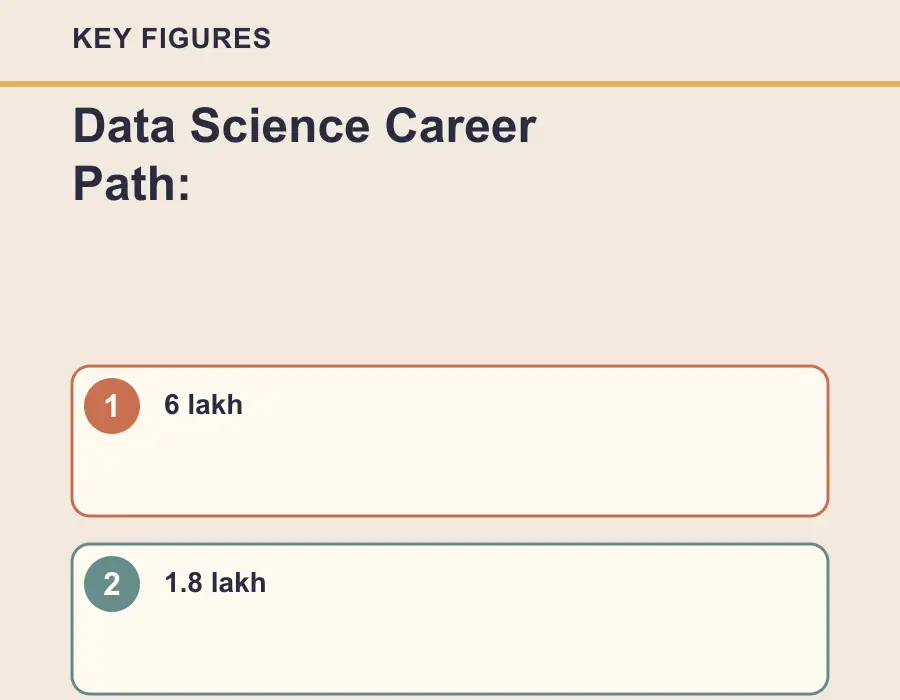 KEY FIGURES
Data Science Career
Path:
1 6 lakh
2 1.8 lakh